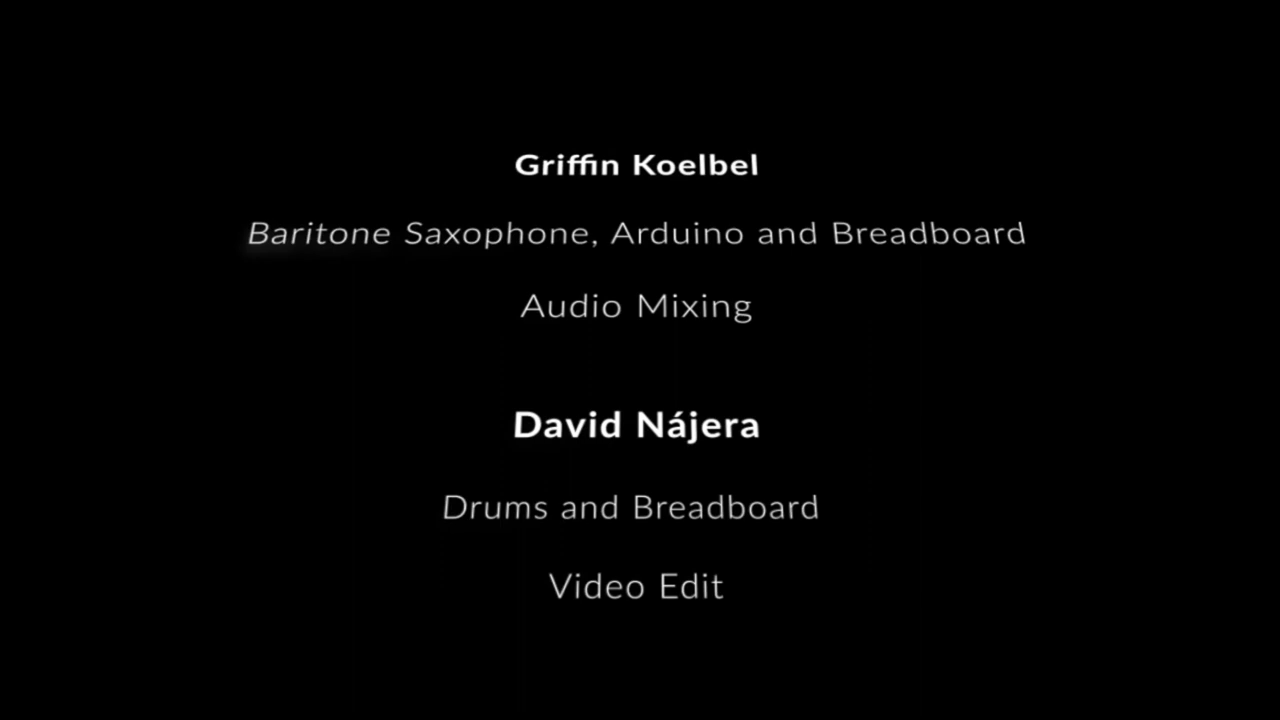 Griffin Koelbel
Baritone Saxophone, Arduino and Breadboard
Audio Mixing
David Nájera
Drums and Breadboard
Video Edit